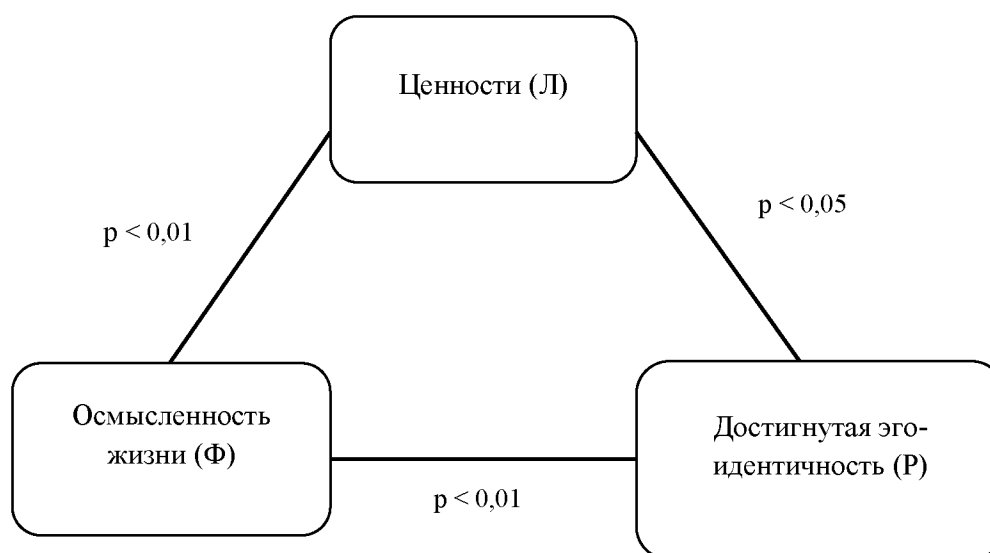 Ценности (Л)
p < 0,01
p < 0,05
Осмысленность
жизни (Ф)
Достигнутая эго-
идентичность (Р)
p < 0,01